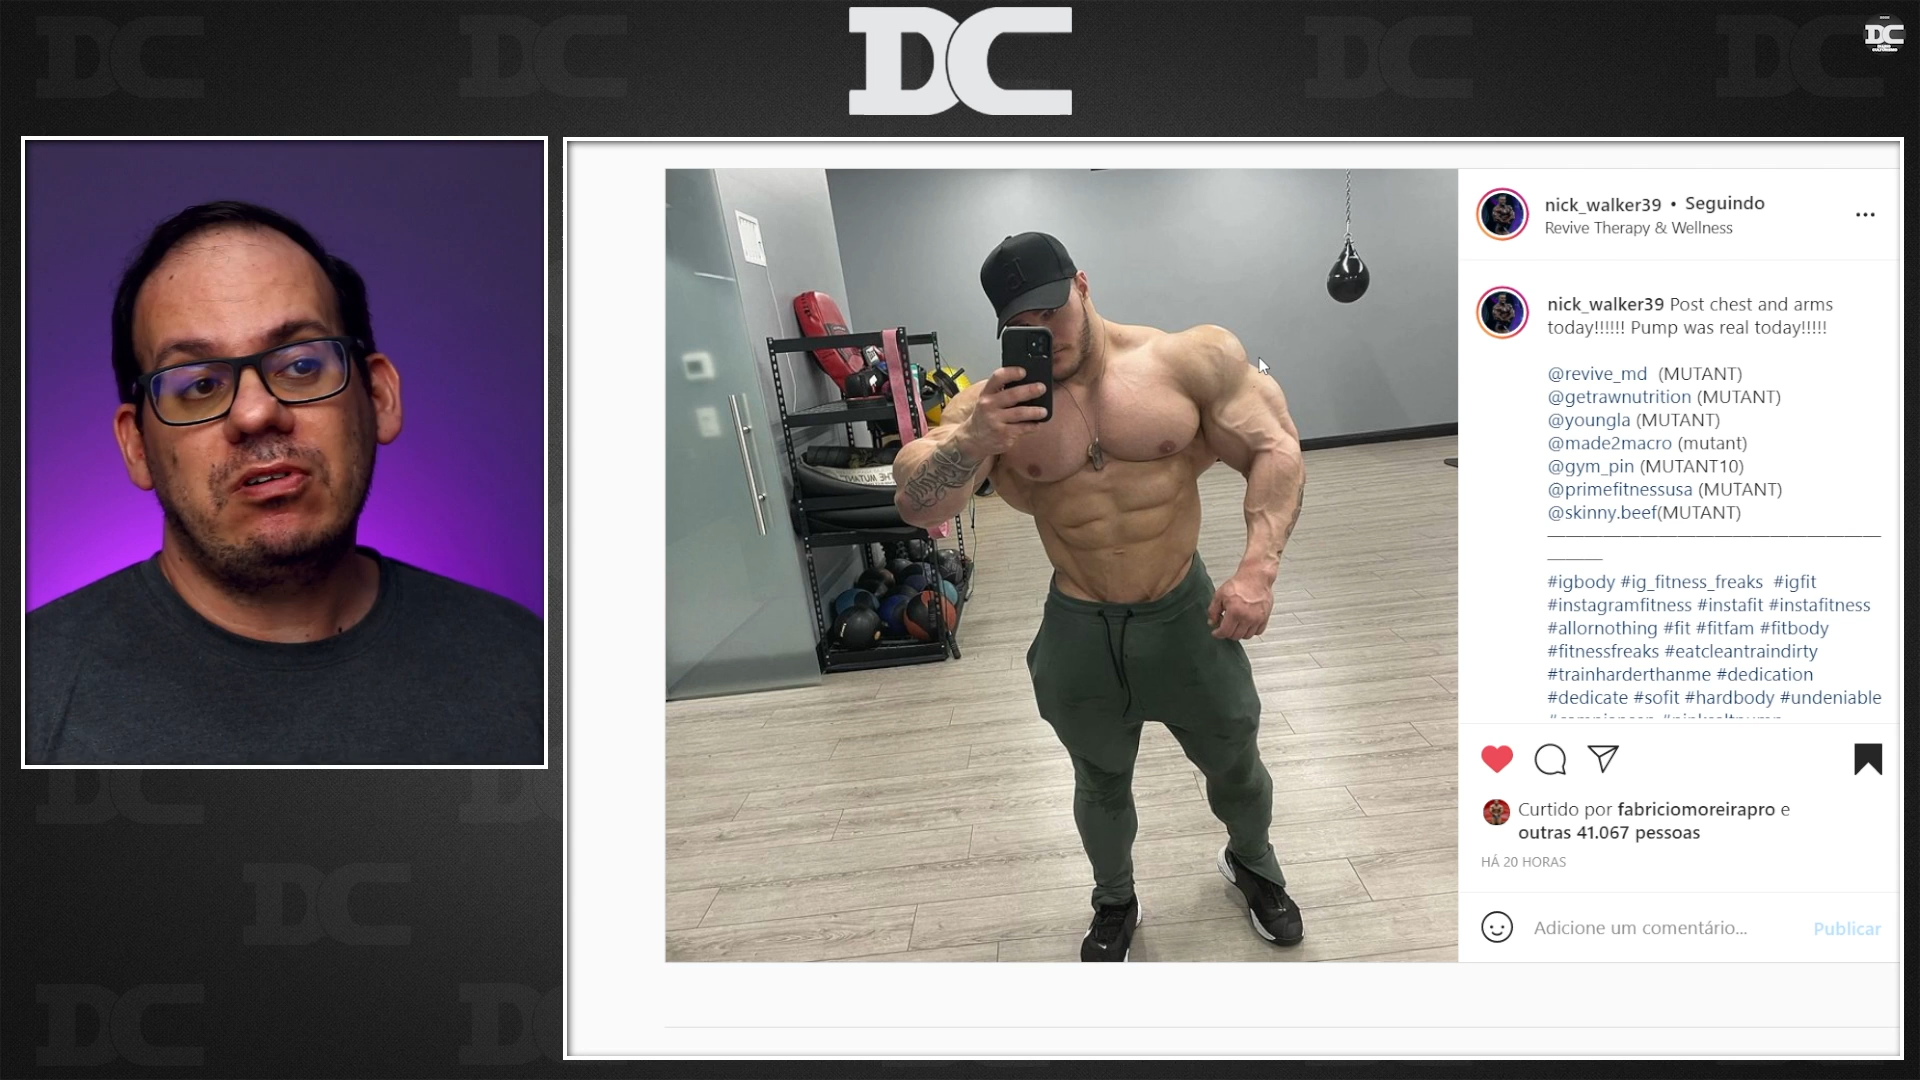 DC
DC
nick_walker39 • Seguindo
Revive Therapy & Wellness
nick_walker39 Post chest and arms
today!!!!!! Pump was real today!!!!!
@revive_md (MUTANT)
@getrawnutrition (MUTANT)
@youngla (MUTANT)
@made2macro (mutant)
@gym_pin (MUTANT10)
@primefitnessusa (MUTANT)
@skinny.beef(MUTANT)
#igbody #ig_fitness_freaks #igfit
#instagramfitness #instafit #instafitness
#allornothing #fit #fitfam #fitbody
#fitnessfreaks #eatcleantraindirty
#trainharderthanme #dedication
#dedicate #sofit #hardbody #undeniable
Curtido por fabriciomoreirapro e
outras 41.067 pessoas
HÁ 20 HORAS
Adicione um comentário... Publicar